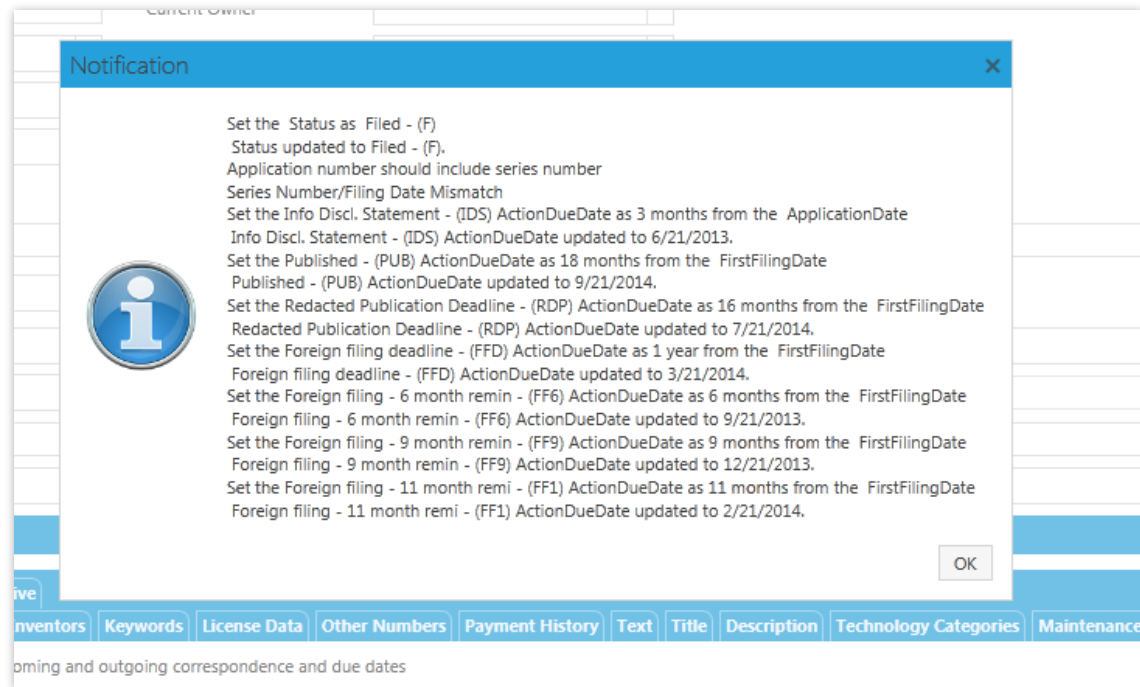 Current Owner
Notification
Set the  Status as  Filed - (F)
Status updated to Filed - (F).
Application number should include series number
Series Number/Filing Date Mismatch
Set the Info Discl. Statement - (IDS) ActionDueDate as 3 months from the  ApplicationDate
Info Discl. Statement - (IDS) ActionDueDate updated to 6/21/2013.
Set the Published - (PUB) ActionDueDate as 18 months from the  FirstFilingDate
Published - (PUB) ActionDueDate updated to 9/21/2014.
Set the Redacted Publication Deadline - (RDP) ActionDueDate as 16 months from the  FirstFilingDate
Redacted Publication Deadline - (RDP) ActionDueDate updated to 7/21/2014.
Set the Foreign filing deadline - (FFD) ActionDueDate as 1 year from the  FirstFilingDate
Foreign filing deadline - (FFD) ActionDueDate updated to 3/21/2014.
Set the Foreign filing - 6 month remin - (FF6) ActionDueDate as 6 months from the  FirstFilingDate
Foreign filing - 6 month remin - (FF6) ActionDueDate updated to 9/21/2013.
Set the Foreign filing - 9 month remin - (FF9) ActionDueDate as 9 months from the  FirstFilingDate
Foreign filing - 9 month remin - (FF9) ActionDueDate updated to 12/21/2013.
Set the Foreign filing - 11 month remi - (FF1) ActionDueDate as 11 months from the  FirstFilingDate
Foreign filing - 11 month remi - (FF1) ActionDueDate updated to 2/21/2014.
OK
ive
Inventors Keywords License Data Other Numbers Payment History Text Title Description Technology Categories Maintenance
oming and outgoing correspondence and due dates